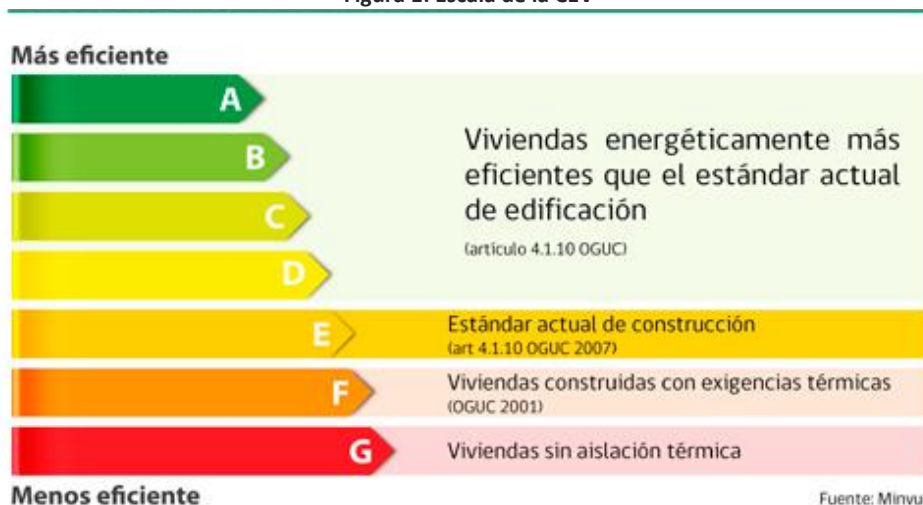 Más eficiente
A
B
C
D
E
F
G
Viviendas energéticamente más
eficientes que el estándar actual
de edificación
(artículo 4.1.10 OGUC)
Estándar actual de construcción
(art 4.1.10 OGUC 2007)
Viviendas construidas con exigencias térmicas
(OGUC 2001)
Viviendas sin aislación térmica
Menos eficiente
Fuente: Minvu